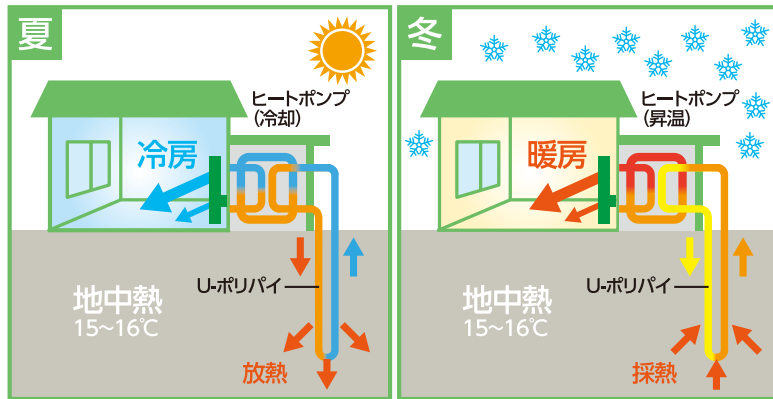 夏
ヒートポンプ
(冷却)
冷房
U-ポリパイ
地中熱
15~16℃
放熱
冬
ヒートポンプ
(昇温)
暖房
U-ポリパイ
地中熱
15~16℃
採熱